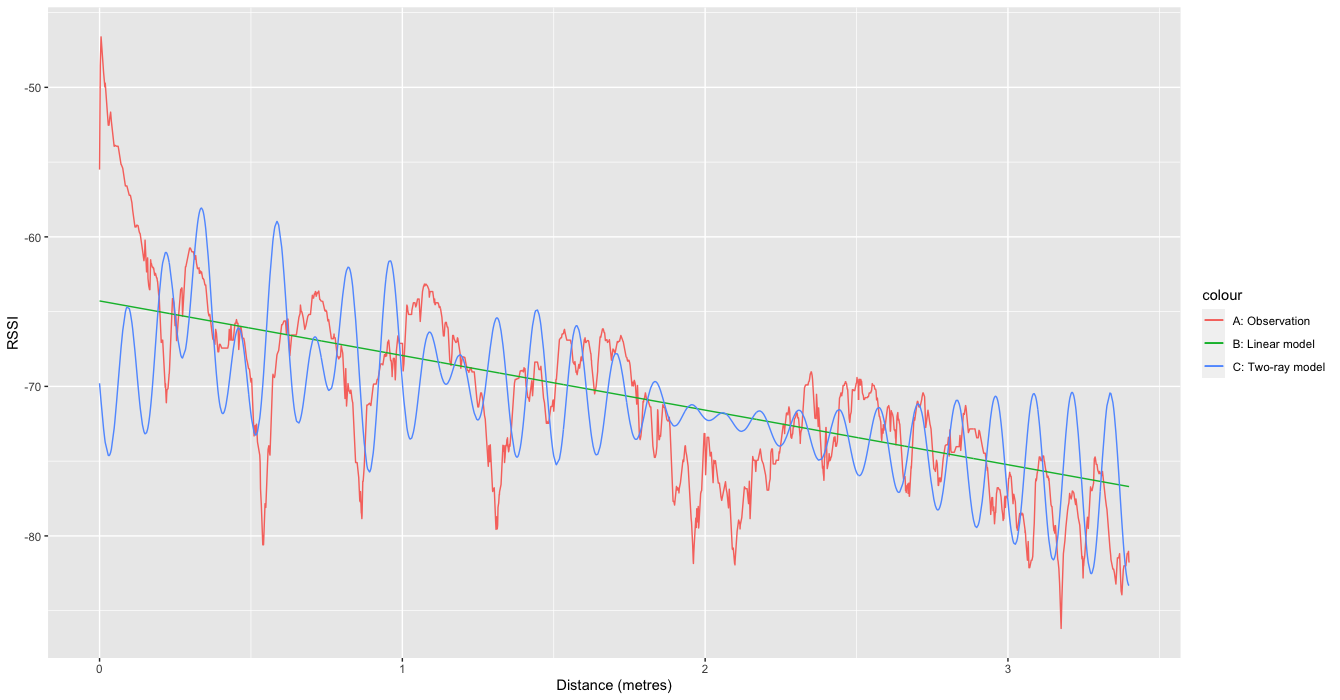 -50
-60
-70
-80
RSSI
0
1
2
3
Distance (metres)
colour
A: Observation
B: Linear model
C: Two-ray model